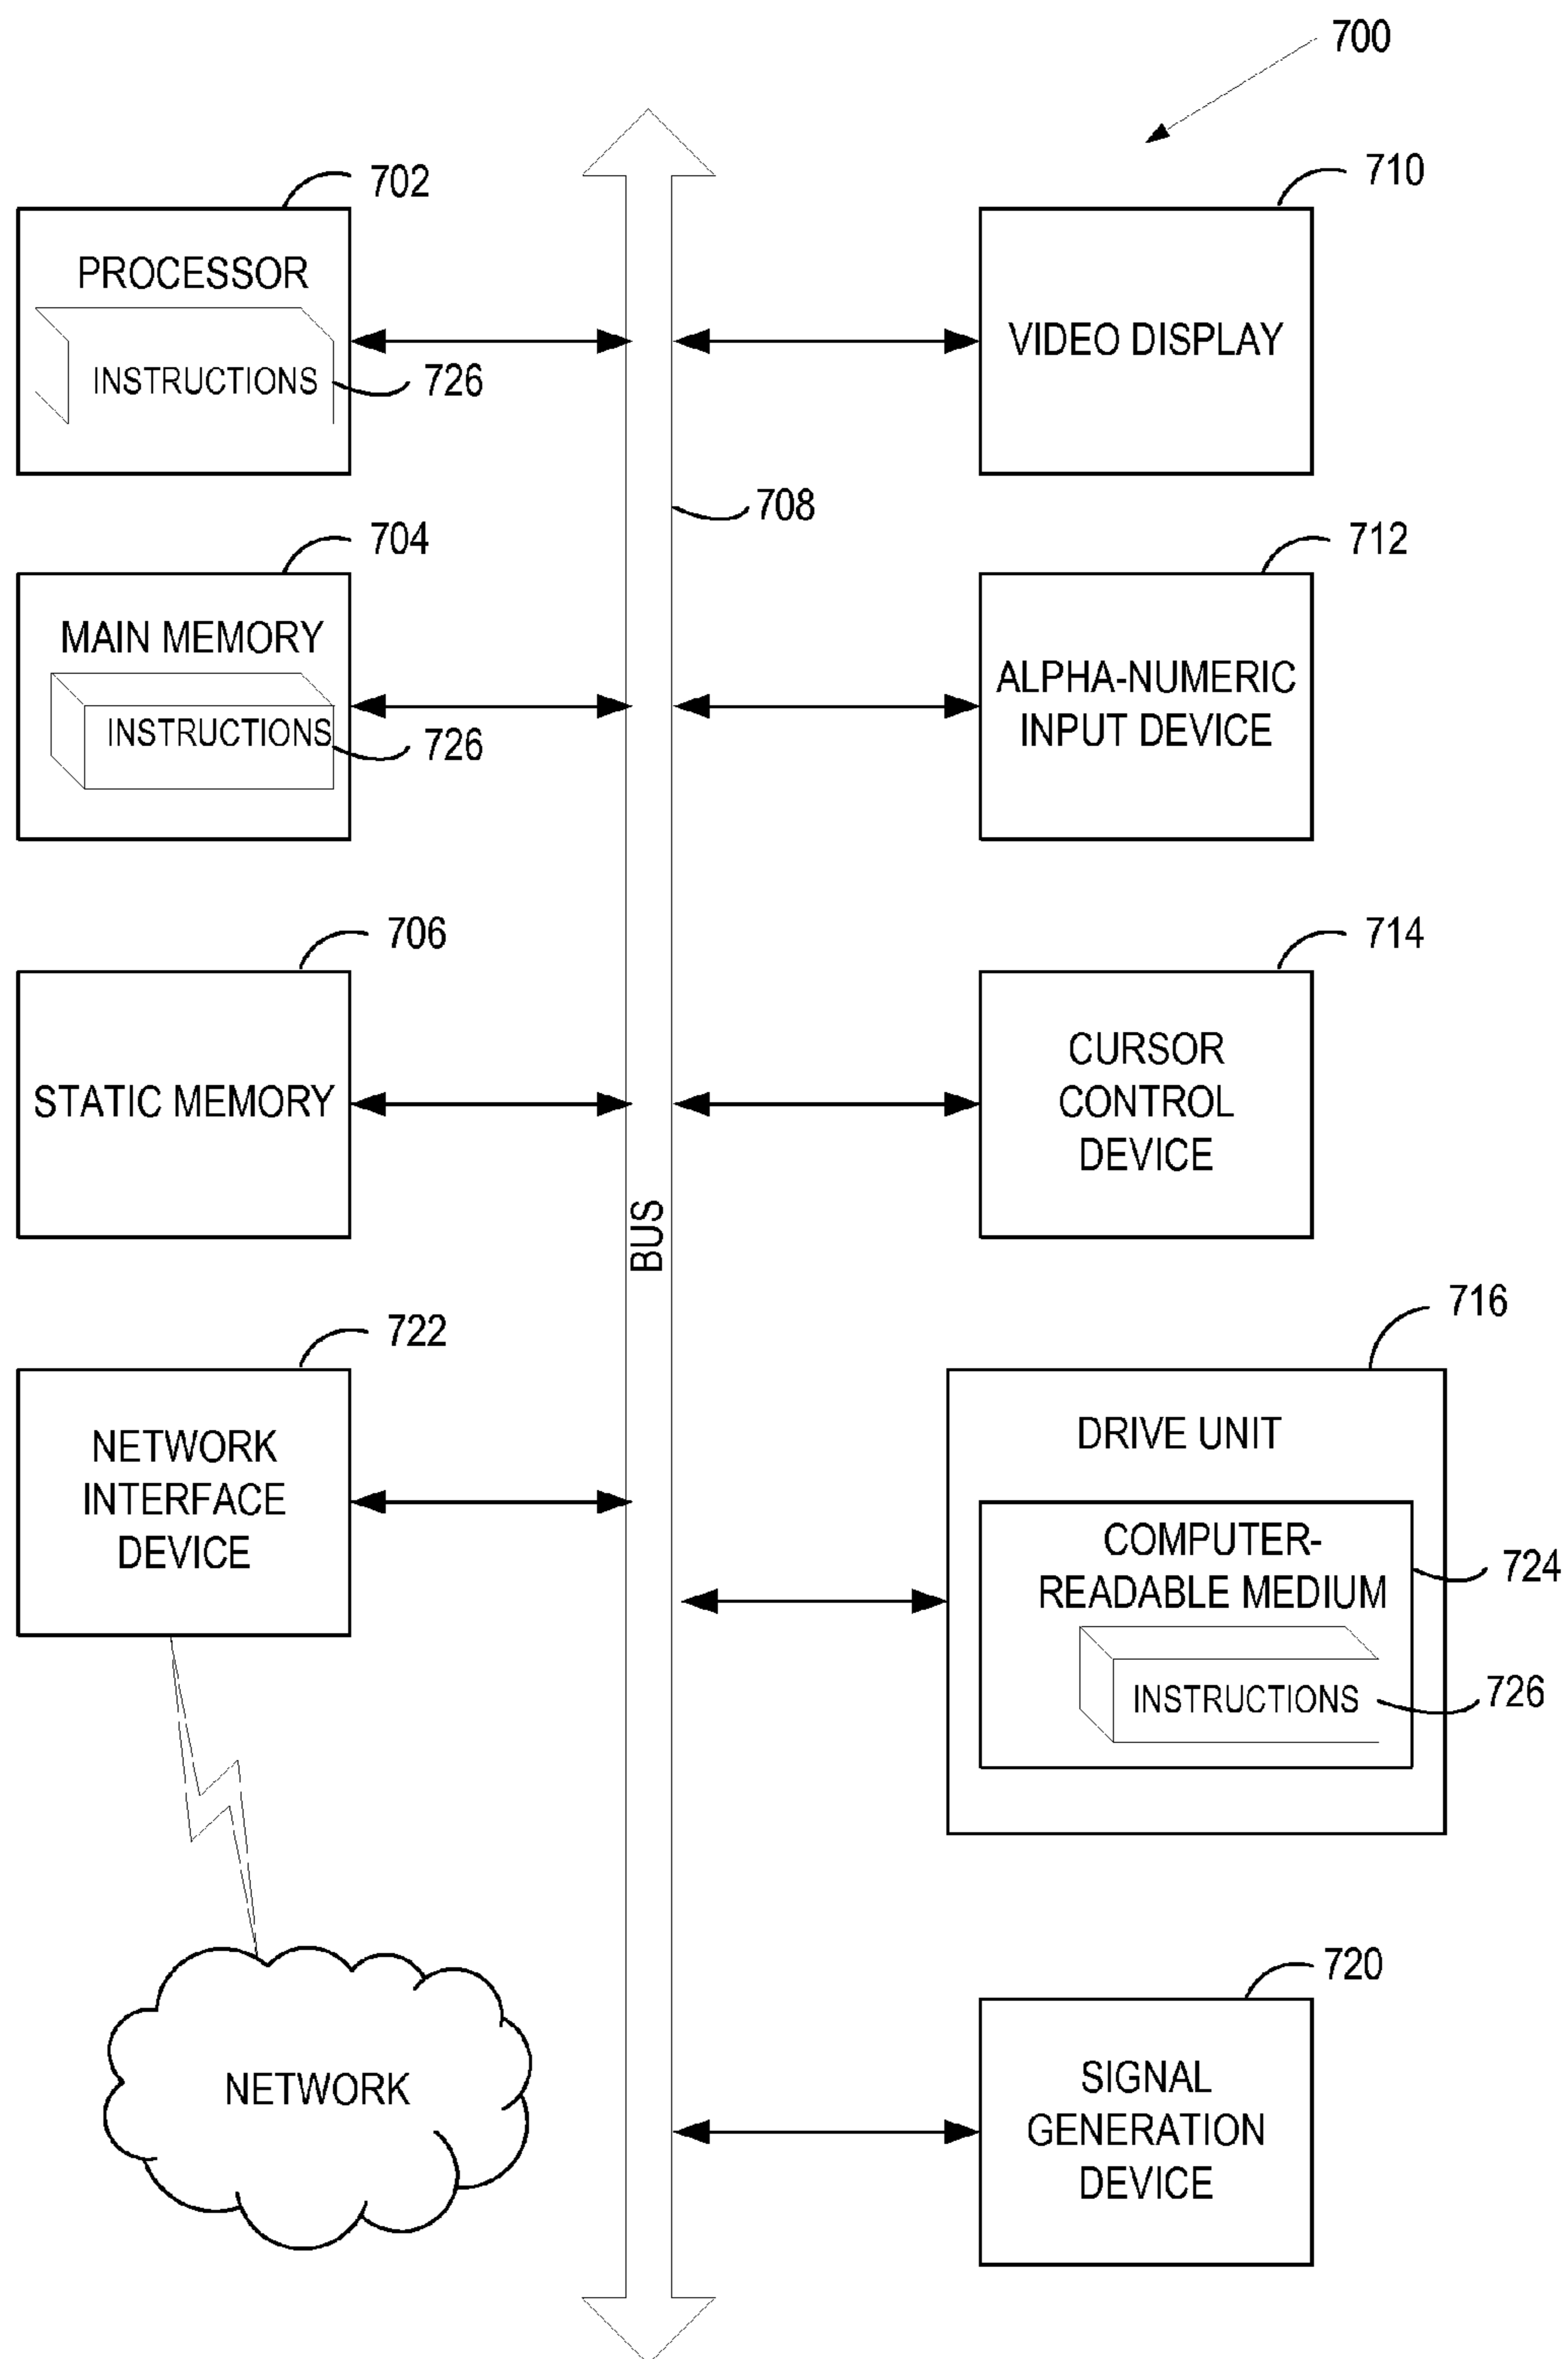 700
702
710
PROCESSOR
INSTRUCTIONS
726
VIDEO DISPLAY
708
704
712
MAIN MEMORY
INSTRUCTIONS
726
ALPHA-NUMERIC
INPUT DEVICE
706
714
STATIC MEMORY
CURSOR
CONTROL
DEVICE
BUS
722
716
NETWORK
INTERFACE
DEVICE
DRIVE UNIT
COMPUTER-
READABLE MEDIUM
724
INSTRUCTIONS
726
720
NETWORK
SIGNAL
GENERATION
DEVICE